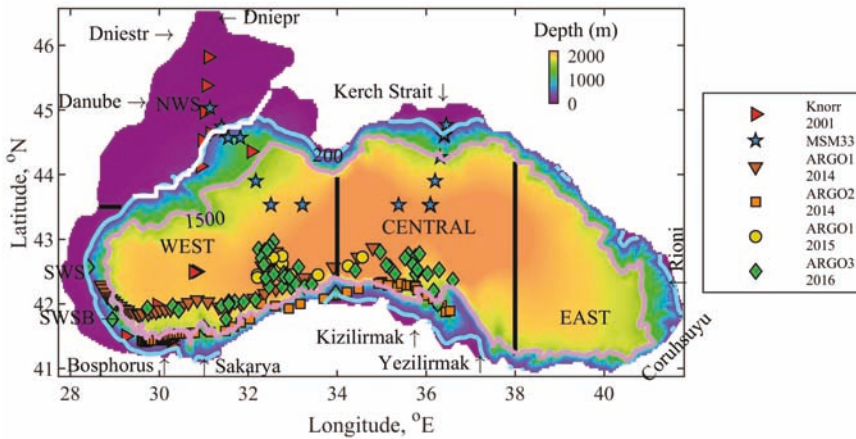 Dniepr
Dniestr
Depth (m)
2000
1000
0
Danube
NWS
Kerch Strait
200
1500
WEST
CENTRAL
EAST
SWS
SWSB
Rioni
Coruhsuyu
Kizilirmak
Yezilirmak
Bosphorus
Sakarya
46
45
44
43
42
41
Latitude, °N
28
30
32
34
36
38
40
Longitude, °E
Knorr
2001
MSM33
ARGO1
2014
ARGO2
2014
ARGO1
2015
ARGO3
2016